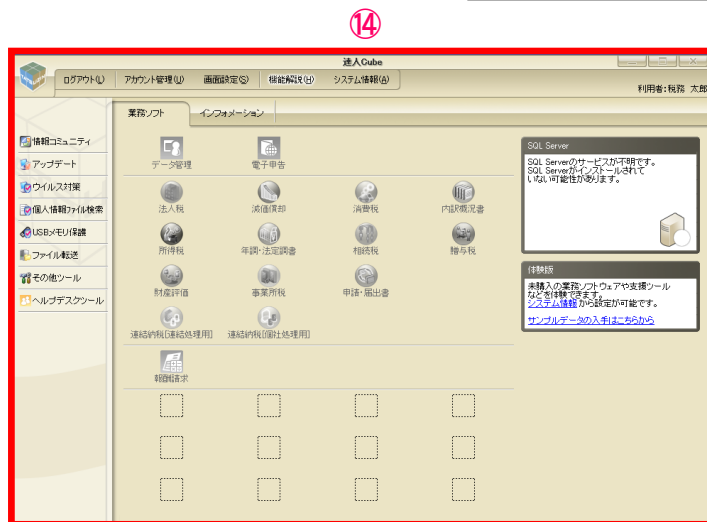 ⑭
達人Cube
ログアウト(L) アカウント管理(U) 画面設定(S) 機能解説(H) システム情報(A)
利用者:税務 太郎
業務ソフト インフォメーション
情報コミュニティ
アップデート
ウイルス対策
個人情報ファイル検索
USBメモリ保護
ファイル転送
その他ツール
ヘルプデスクツール
データ管理 電子申告
法人税 減価償却 消費税 内訳概況書
所得税 年調・法定調書 相続税 贈与税
財産評価 事業所税 申請・届出書
連結納税[連結処理用] 連結納税[個社処理用]
報酬請求
SQL Server
SQL Serverのサービスが不明です。
SQL Serverがインストールされて
いない可能性があります。
体験版
未購入の業務ソフトウェアや支援ツール
などを体験できます。
システム情報から設定が可能です。
サンプルデータの入手はこちらから